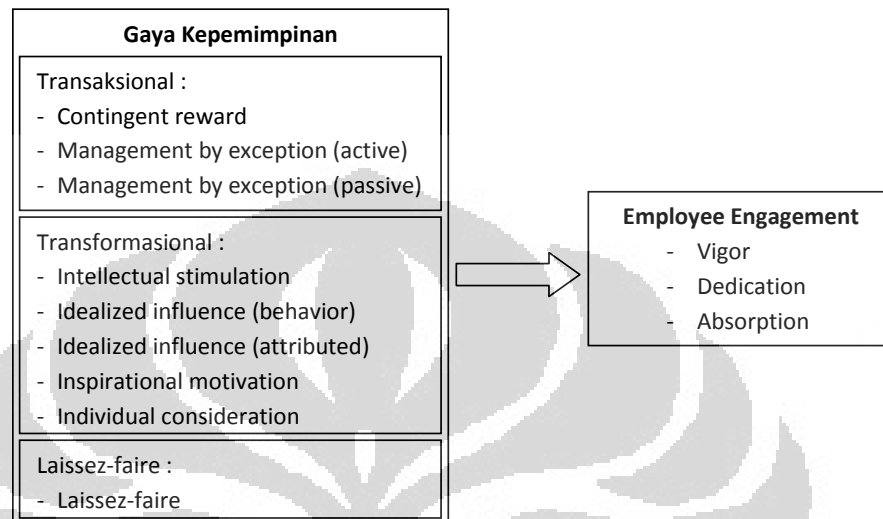 Gaya Kepemimpinan
Transaksional :
- Contingent reward
- Management by exception (active)
- Management by exception (passive)
Transformasional :
- Intellectual stimulation
- Idealized influence (behavior)
- Idealized influence (attributed)
- Inspirational motivation
- Individual consideration
Laissez-faire :
- Laissez-faire
Employee Engagement
- Vigor
- Dedication
- Absorption